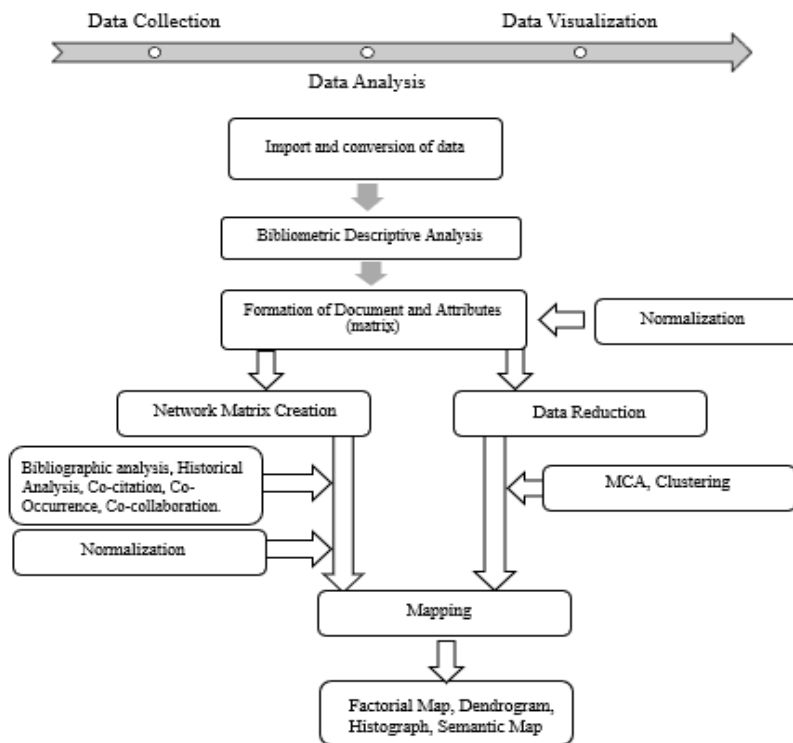 Data Collection
Data Visualization
Data Analysis
Import and conversion of data
Bibliometric Descriptive Analysis
Formation of Document and Attributes
(matrix)
Normalization
Network Matrix Creation
Data Reduction
Bibliographic analysis, Historical
Analysis, Co-citation, Co-
Occurrence, Co-collaboration.
MCA, Clustering
Normalization
Mapping
Factorial Map, Dendrogram,
Histograph, Semantic Map